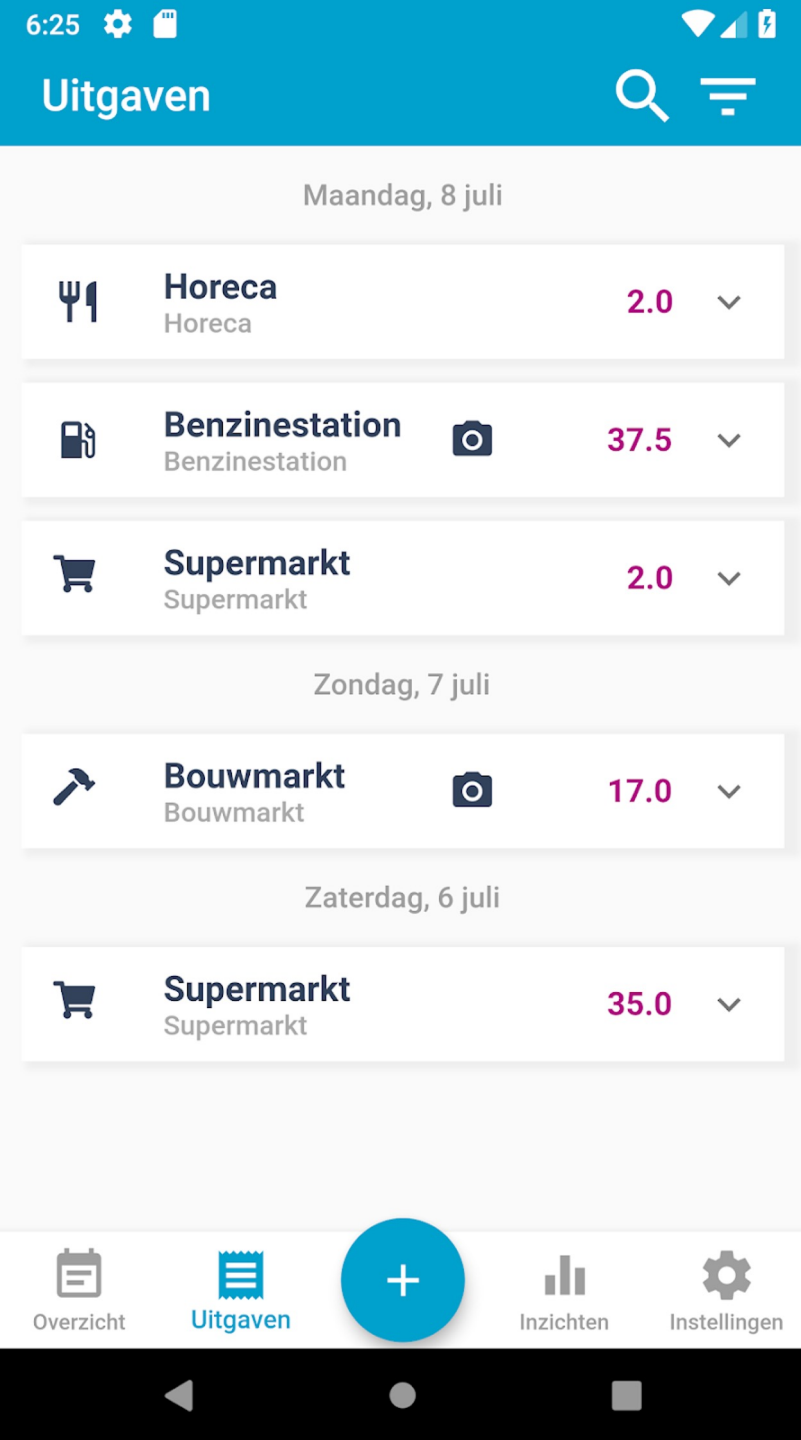 6:25
Uitgaven
Maandag, 8 juli
Horeca
Horeca
2.0
Benzinestation
Benzinestation
37.5
Supermarkt
Supermarkt
2.0
Zondag, 7 juli
Bouwmarkt
Bouwmarkt
17.0
Zaterdag, 6 juli
Supermarkt
Supermarkt
35.0
Overzicht
Uitgaven
+
Inzichten
Instellingen